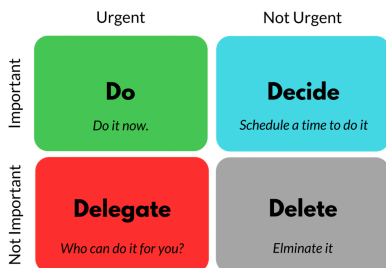 Urgent
Not Urgent
Important
Do
Do it now.
Decide
Schedule a time to do it
Not Important
Delegate
Who can do it for you?
Delete
Elminate it